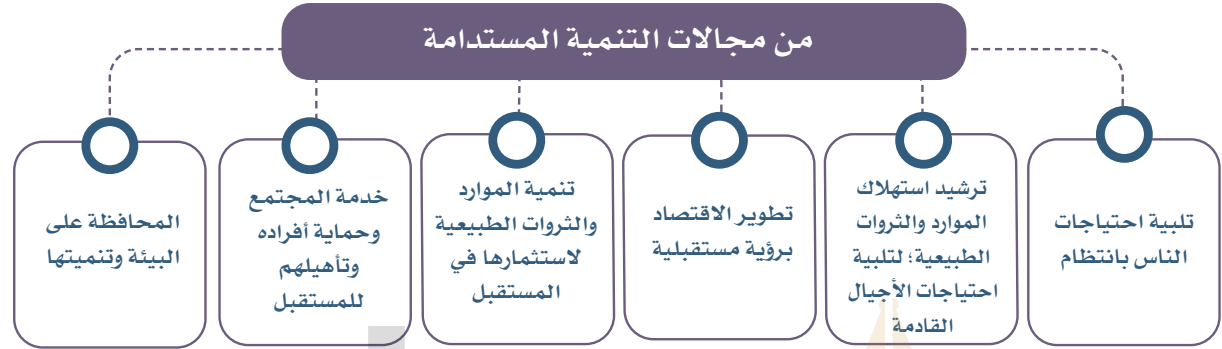 من مجالات التنمية المستدامة
تلبية احتياجات
الناس بانتظام
ترشيد استهلاك
الموارد والثروات
الطبيعية؛ لتلبية
احتياجات الأجيال
القادمة
تطوير الاقتصاد
برؤية مستقبلية
تنمية الموارد
والثروات الطبيعية
لاستثمارها في
المستقبل
خدمة المجتمع
وحماية أفراده
وتأهيلهم
للمستقبل
المحافظة على
البيئة وتنميتها